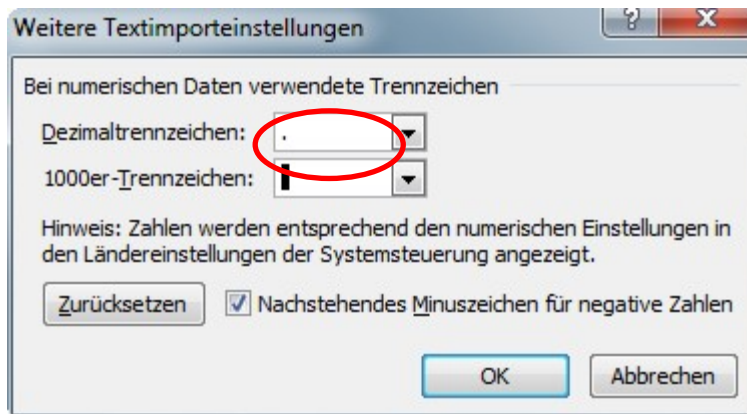 Weitere Textimporteinstellungen
Bei numerischen Daten verwendete Trennzeichen
Dezimaltrennzeichen: .
1000er-Trennzeichen:
Hinweis: Zahlen werden entsprechend den numerischen Einstellungen in
den Ländereinstellungen der Systemsteuerung angezeigt.
Zurücksetzen Nachstehendes Minuszeichen für negative Zahlen
OK Abbrechen